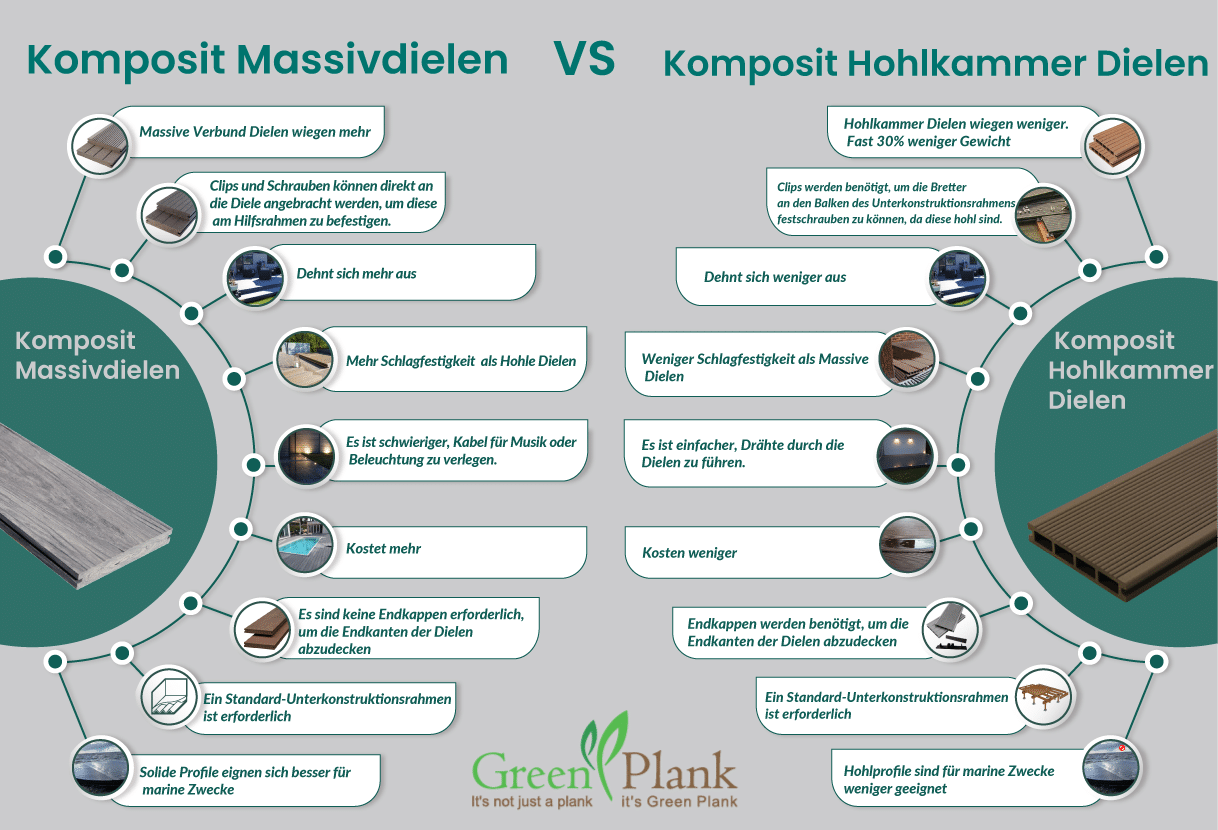 Komposit Massivdielen VS Komposit Hohlkammer Dielen
Massive Verbund Dielen wiegen mehr
Clips und Schrauben können direkt an
die Diele angebracht werden, um diese
am Hilfsrahmen zu befestigen.
Dehnt sich mehr aus
Mehr Schlagfestigkeit als Hohle Dielen
Es ist schwieriger, Kabel für Musik oder
Beleuchtung zu verlegen.
Kostet mehr
Es sind keine Endkappen erforderlich,
um die Endkanten der Dielen
abzudecken
Ein Standard-Unterkonstruktionsrahmen
ist erforderlich
Solide Profile eignen sich besser für
marine Zwecke
Komposit
Massivdielen
Hohlkammer Dielen wiegen weniger.
Fast 30% weniger Gewicht
Clips werden benötigt, um die Bretter
an den Balken des Unterkonstruktionsrahmens
festschrauben zu können, da diese hohl sind.
Dehnt sich weniger aus
Weniger Schlagfestigkeit als Massive
Dielen
Es ist einfacher, Drähte durch die
Dielen zu führen.
Kosten weniger
Endkappen werden benötigt, um die
Endkanten der Dielen abzudecken
Ein Standard-Unterkonstruktionsrahmen
ist erforderlich
Hohlprofile sind für marine Zwecke
weniger geeignet
Komposit
Hohlkammer
Dielen
Green Plank
It's not just a plank it's Green Plank